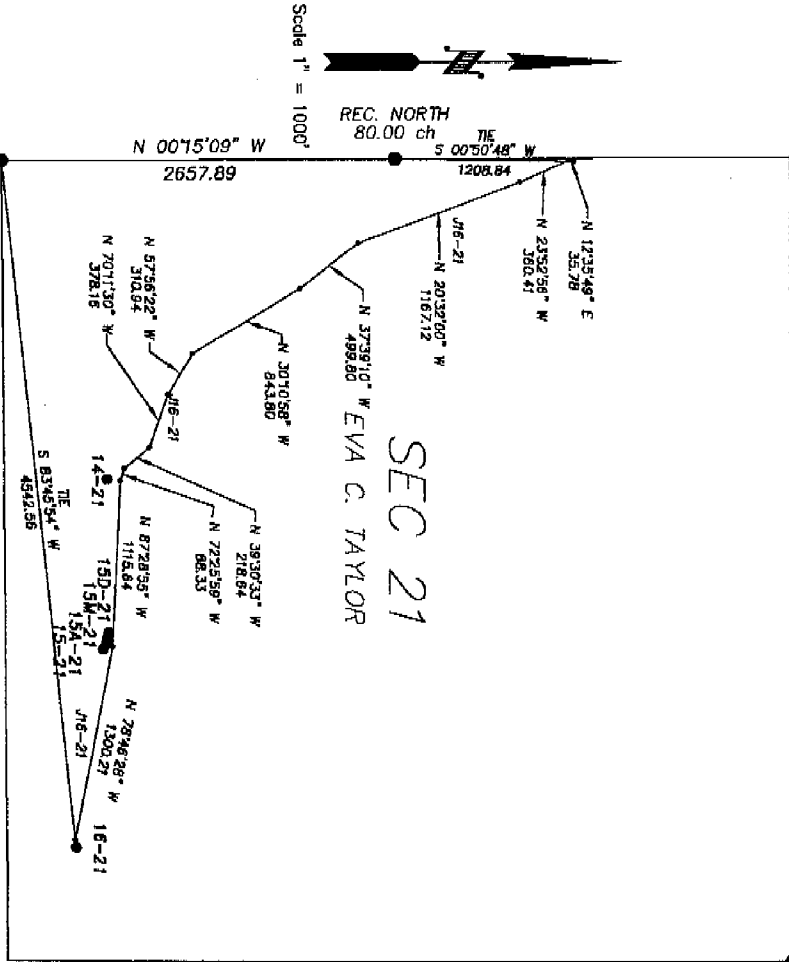 Scale 1" = 1000'
REC. NORTH
80.00 ch
N 00°15'09" W
2657.89
TIE
S 00°50'48" W
1208.84
N 12°35'49" E
35.78
N 23°52'56" W
360.41
J16-21
N 20°32'00" W
1167.12
N 37°39'10" W
499.80
N 30°10'58" W
843.80
N 57°56'22" W
310.94
N 70°11'30" W
378.16
J16-21
SEC 21
EVA C. TAYLOR
N 39°30'33" W
218.64
N 72°25'59" W
88.33
14-21
N 87°28'55" W
1115.84
15D-21
15M-21
15A-21
15-21
TIE
S 83°45'54" W
4542.56
N 78°46'28" W
1300.21
J16-21
16-21